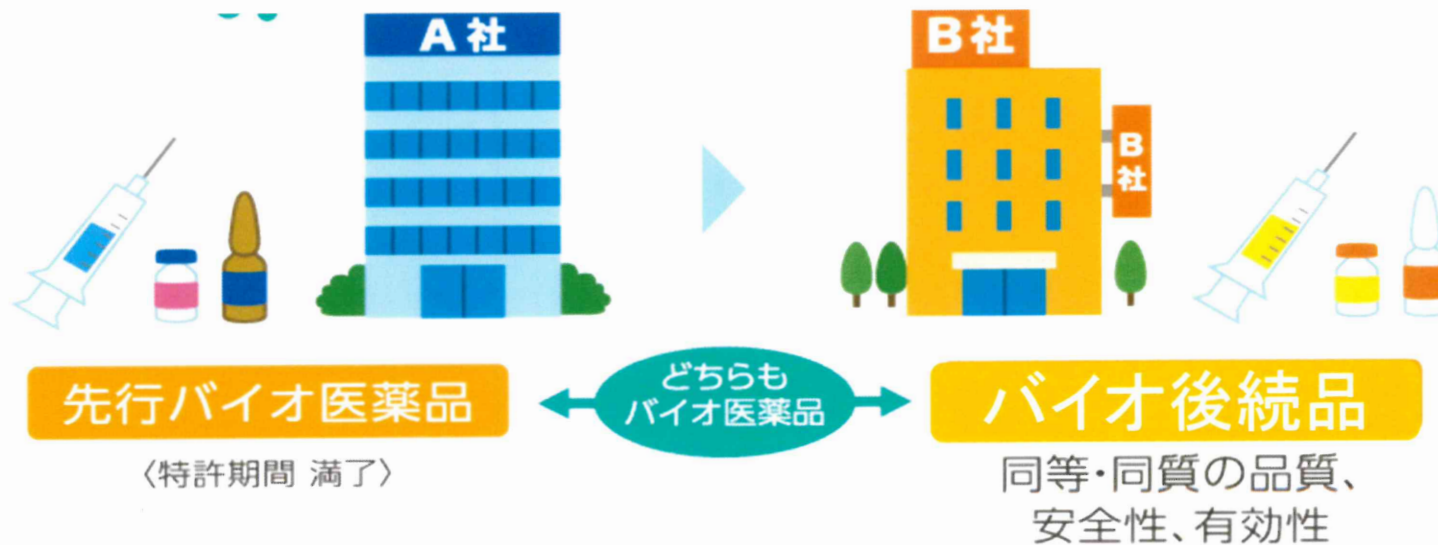 A社
B社
B社
先行バイオ医薬品
〈特許期間 満了〉
どちらも
バイオ医薬品
バイオ後続品
同等・同質の品質、
安全性、有効性